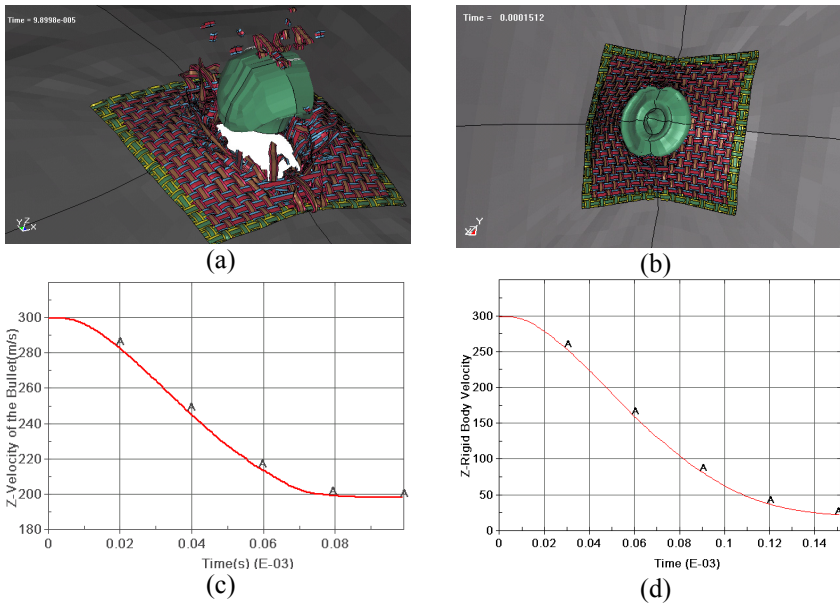 Time = 9.8998e-005
Z
Y
X
(a)
Time = 0.0001512
Y
X
(b)
Z-Velocity of the Bullet(m/s)
300
280
260
240
220
200
180
A
A
A
A
A
0
0.02
0.04
0.06
0.08
Time(s) (E-03)
(c)
Z-Rigid Body Velocity
300
250
200
150
100
50
0
A
A
A
A
A
0
0.02
0.04
0.06
0.08
0.1
0.12
0.14
Time (E-03)
(d)